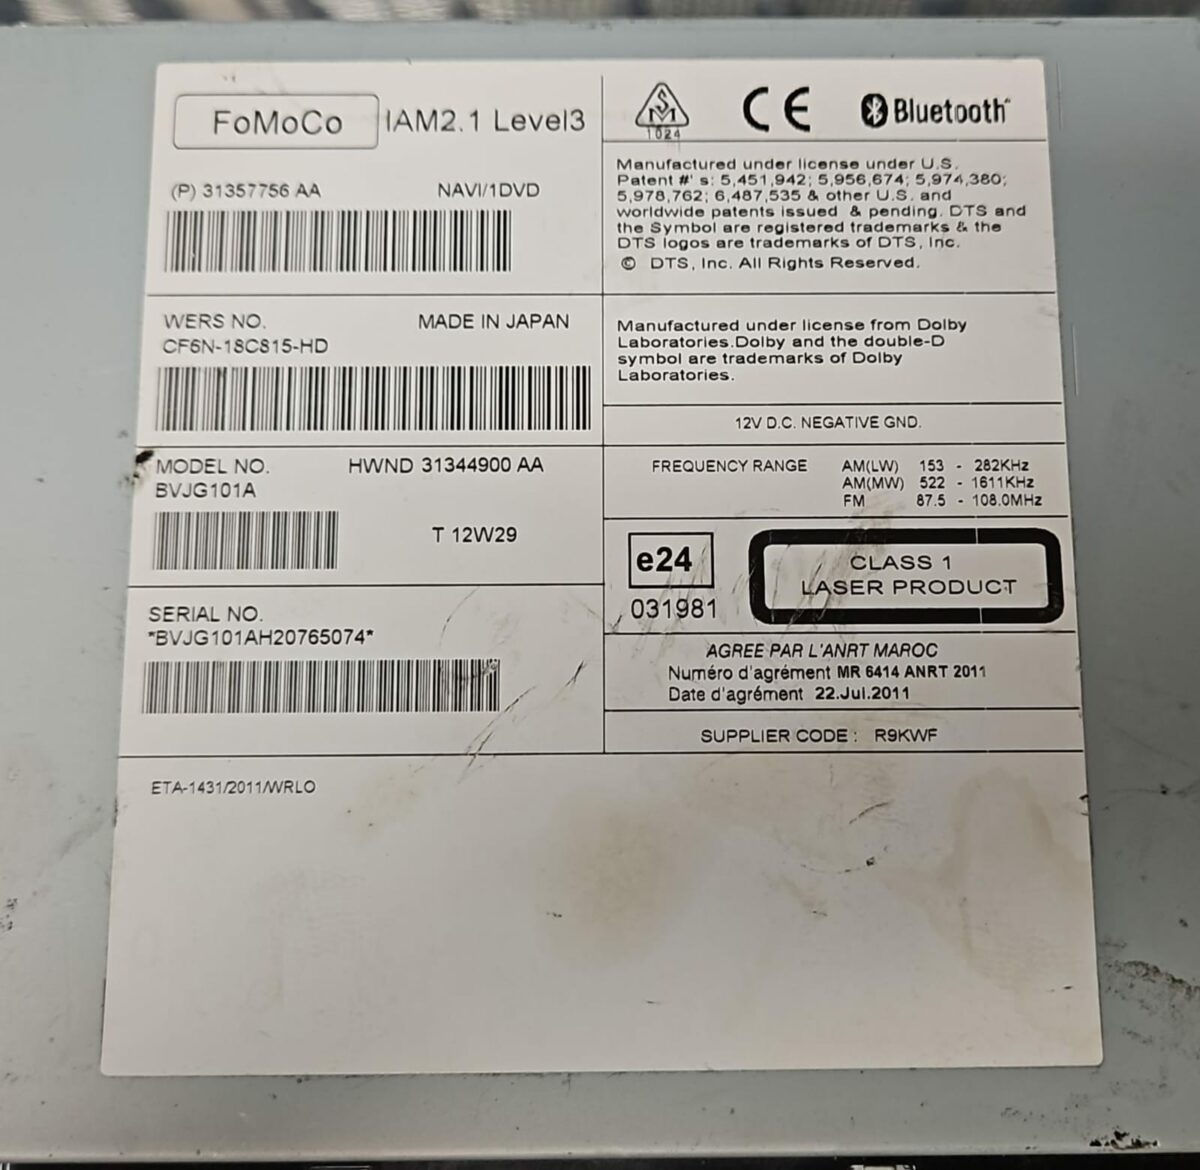 FoMoCo IAM2.1 Level3
(P) 31357756 AA NAVI/1DVD
WERS NO. MADE IN JAPAN
CF6N-18C815-HD
MODEL NO. HWND 31344900 AA
BVJG101A
T 12W29
SERIAL NO.
*BVJG101AH20765074*
SM
1024
CE
Bluetooth
Manufactured under license under U.S.
Patent #' s: 5,451,942; 5,956,674; 5,974,380;
5,978,762; 6,487,535 & other U.S. and
worldwide patents issued & pending. DTS and
the Symbol are registered trademarks & the
DTS logos are trademarks of DTS, Inc.
© DTS, Inc. All Rights Reserved.
Manufactured under license from Dolby
Laboratories.Dolby and the double-D
symbol are trademarks of Dolby
Laboratories.
12V D.C. NEGATIVE GND.
FREQUENCY RANGE AM(LW) 153 - 282KHz
AM(MW) 522 - 1611KHz
FM 87.5 - 108.0MHz
e24
031981
CLASS 1
LASER PRODUCT
AGREE PAR L'ANRT MAROC
Numéro d'agrément MR 6414 ANRT 2011
Date d'agrément 22.Jul.2011
SUPPLIER CODE : R9KWF
ETA-1431/2011/WRLO